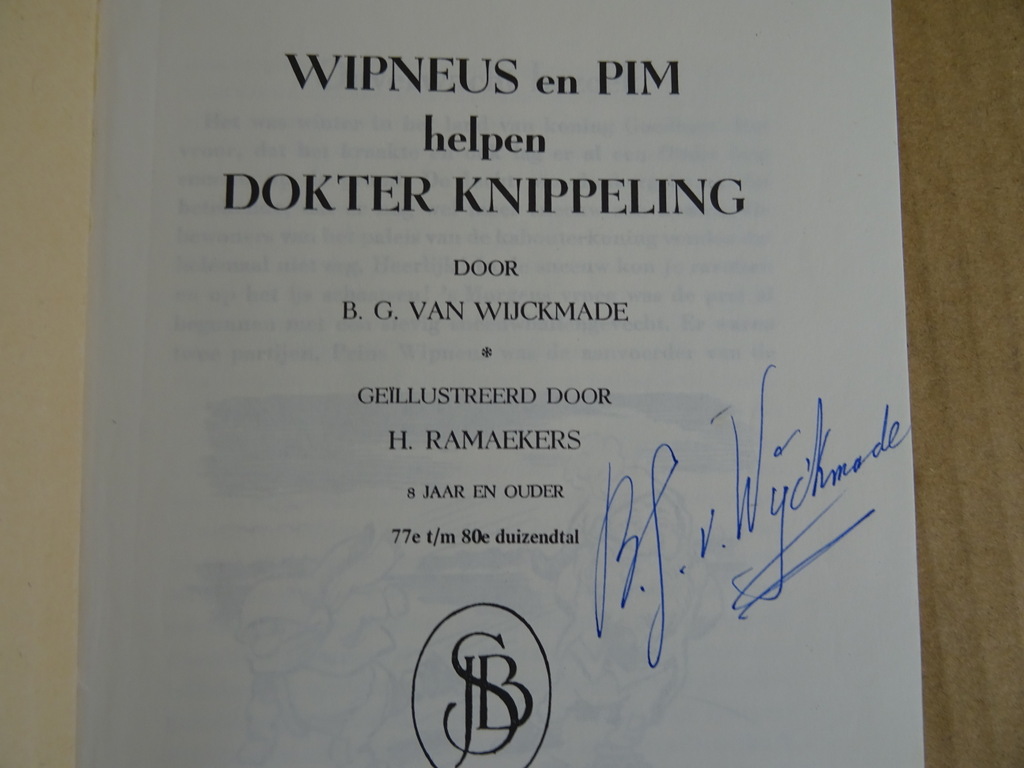 WIPNEUS en PIM
helpen
DOKTER KNIPPELING
DOOR
B. G. VAN WIJCKMADE
*
GEÏLLUSTREERD DOOR
H. RAMAEKERS
8 JAAR EN OUDER
77e t/m 80e duizendtal
B.G. v. Wijckmade
SJB